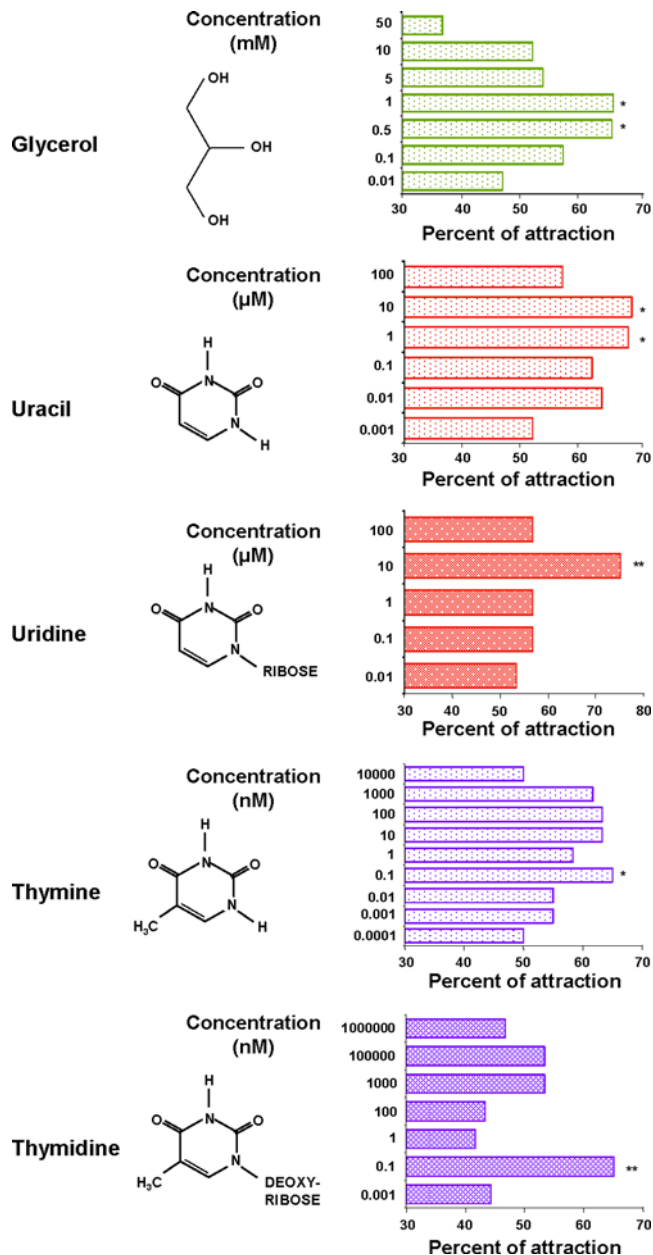 Concentration
(mM)
Glycerol
OH
OH
OH
50
10
5
1
*
0.5
*
0.1
0.01
30 40 50 60 70
Percent of attraction
Concentration
(µM)
Uracil
H
O N O
N
H
100
10
*
1
*
0.1
0.01
0.001
30 40 50 60 70
Percent of attraction
Concentration
(µM)
Uridine
H
O N O
N
RIBOSE
100
10
**
1
0.1
0.01
30 40 50 60 70 80
Percent of attraction
Concentration
(nM)
Thymine
H
O N O
N
H₃C H
10000
1000
100
10
1
0.1
*
0.01
0.001
0.0001
30 40 50 60 70
Percent of attraction
Concentration
(nM)
Thymidine
H
O N O
N
H₃C DEOXY-
RIBOSE
1000000
100000
1000
100
1
0.1
**
0.001
30 40 50 60 70
Percent of attraction